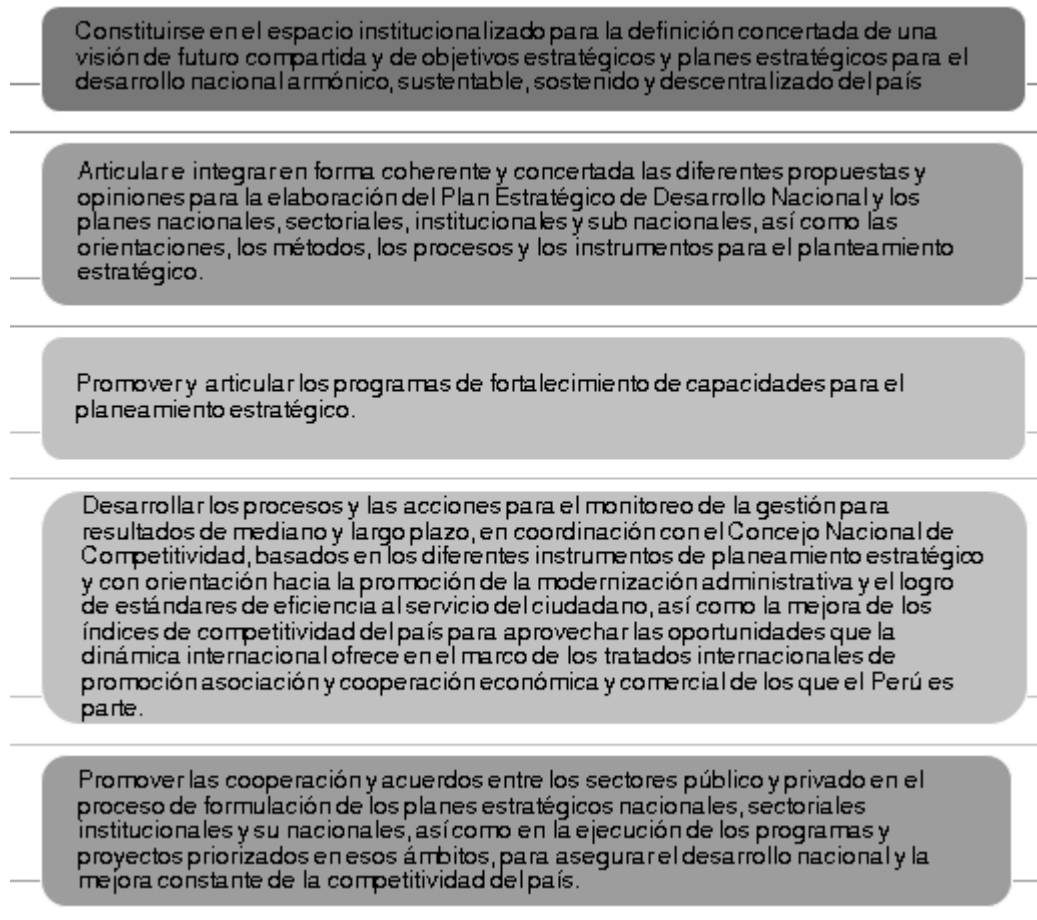 Constituirse en el espacio institucionalizado para la definición concertada de una
visión de futuro compartida y de objetivos estratégicos y planes estratégicos para el
desarrollo nacional armónico, sustentable, sostenido y descentralizado del país
Articular e integrar en forma coherente y concertada las diferentes propuestas y
opiniones para la elaboración del Plan Estratégico de Desarrollo Nacional y los
planes nacionales, sectoriales, institucionales y sub nacionales, así como las
orientaciones, los métodos, los procesos y los instrumentos para el planteamiento
estratégico.
Promover y articular los programas de fortalecimiento de capacidades para el
planeamiento estratégico.
Desarrollar los procesos y las acciones para el monitoreo de la gestión para
resultados de mediano y largo plazo, en coordinación con el Concejo Nacional de
Competitividad, basados en los diferentes instrumentos de planeamiento estratégico
y con orientación hacia la promoción de la modernización administrativa y el logro
de estándares de eficiencia al servicio del ciudadano, así como la mejora de los
índices de competitividad del país para aprovechar las oportunidades que la
dinámica internacional ofrece en el marco de los tratados internacionales de
promoción asociación y cooperación económica y comercial de los que el Perú es
parte.
Promover las cooperación y acuerdos entre los sectores público y privado en el
proceso de formulación de los planes estratégicos nacionales, sectoriales
institucionales y su nacionales, así como en la ejecución de los programas y
proyectos priorizados en esos ámbitos, para asegurar el desarrollo nacional y la
mejora constante de la competitividad del país.